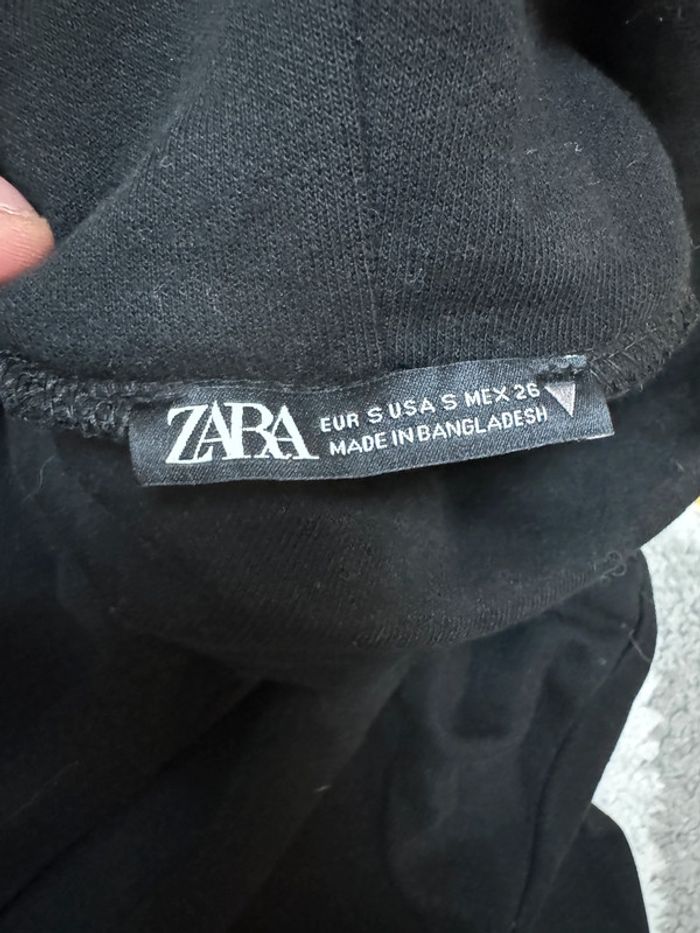 ZARA
EUR S USA S MEX 26
MADE IN BANGLADESH